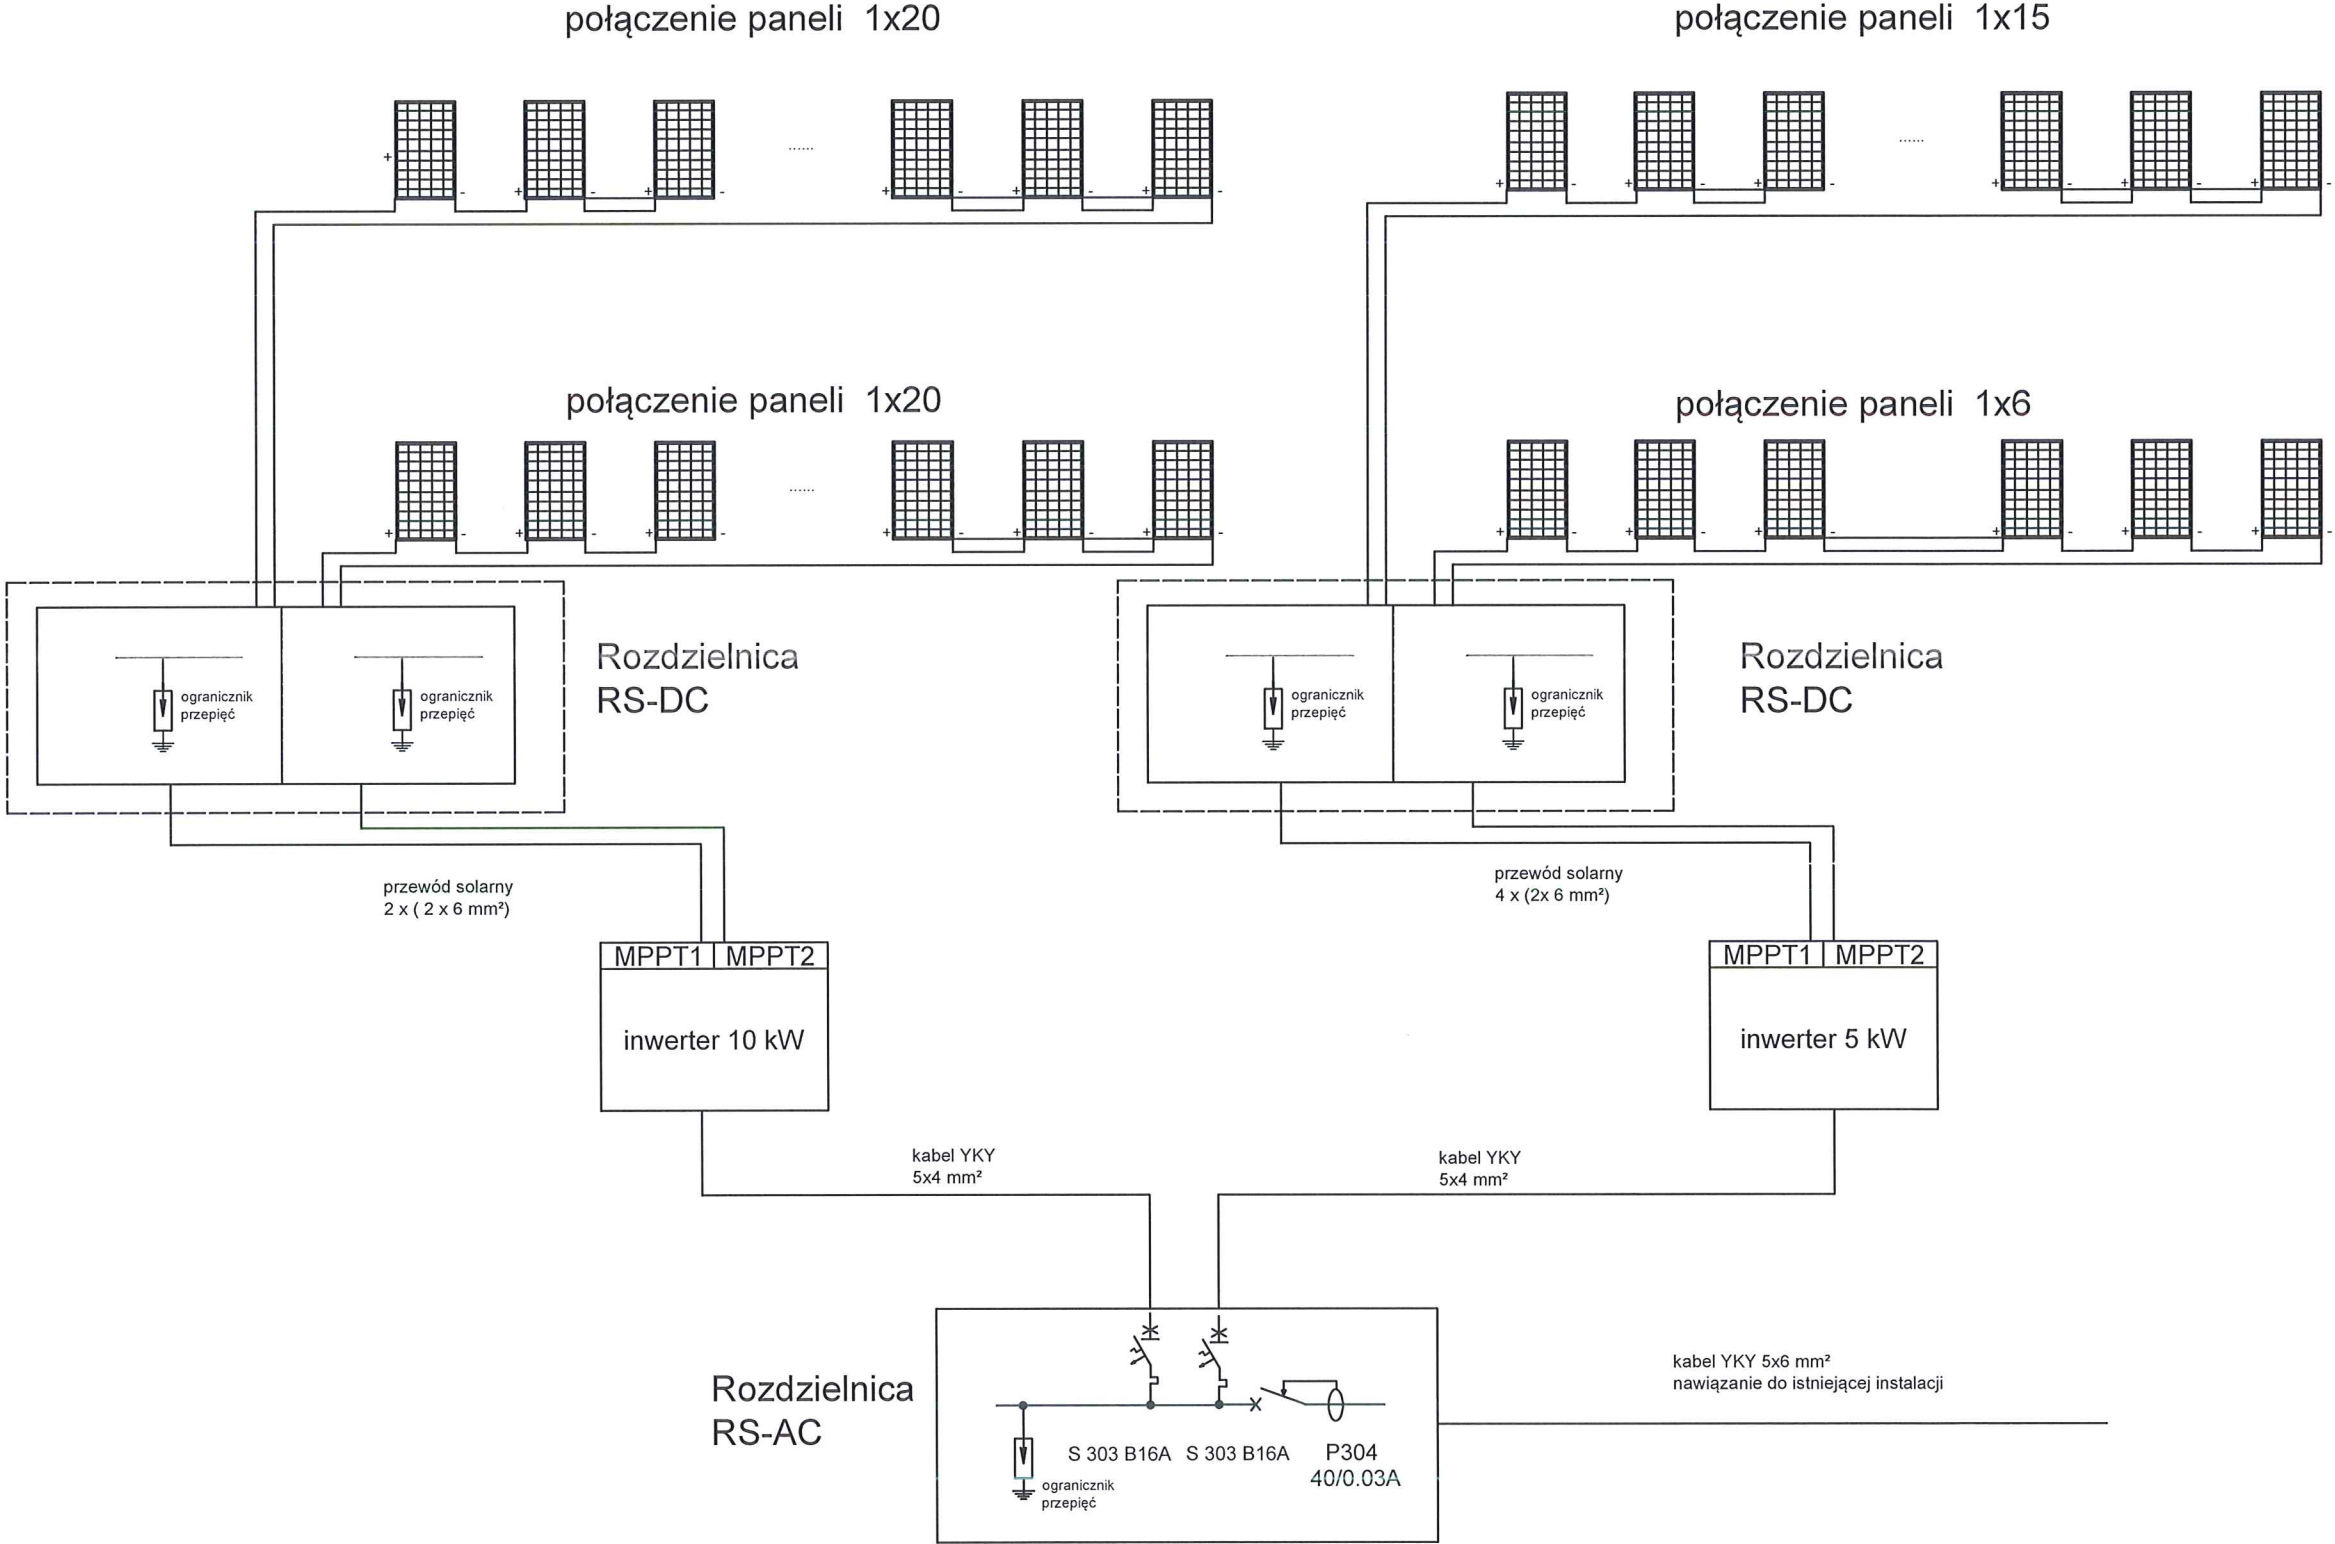 połączenie paneli 1x20
połączenie paneli 1x15
......
......
+ - + - + - + - + - + -
+ - + - + - + - + - + -
połączenie paneli 1x20
połączenie paneli 1x6
......
+ - + - + - + - + - + -
+ - + - + - + - + - + -
ogranicznik
przepięć
ogranicznik
przepięć
Rozdzielnica
RS-DC
ogranicznik
przepięć
ogranicznik
przepięć
Rozdzielnica
RS-DC
przewód solarny
2 x ( 2 x 6 mm²)
przewód solarny
4 x (2x 6 mm²)
MPPT1 MPPT2
inwerter 10 kW
MPPT1 MPPT2
inwerter 5 kW
kabel YKY
5x4 mm²
kabel YKY
5x4 mm²
Rozdzielnica
RS-AC
S 303 B16A
S 303 B16A
P304
40/0.03A
ogranicznik
przepięć
kabel YKY 5x6 mm²
nawiązanie do istniejącej instalacji